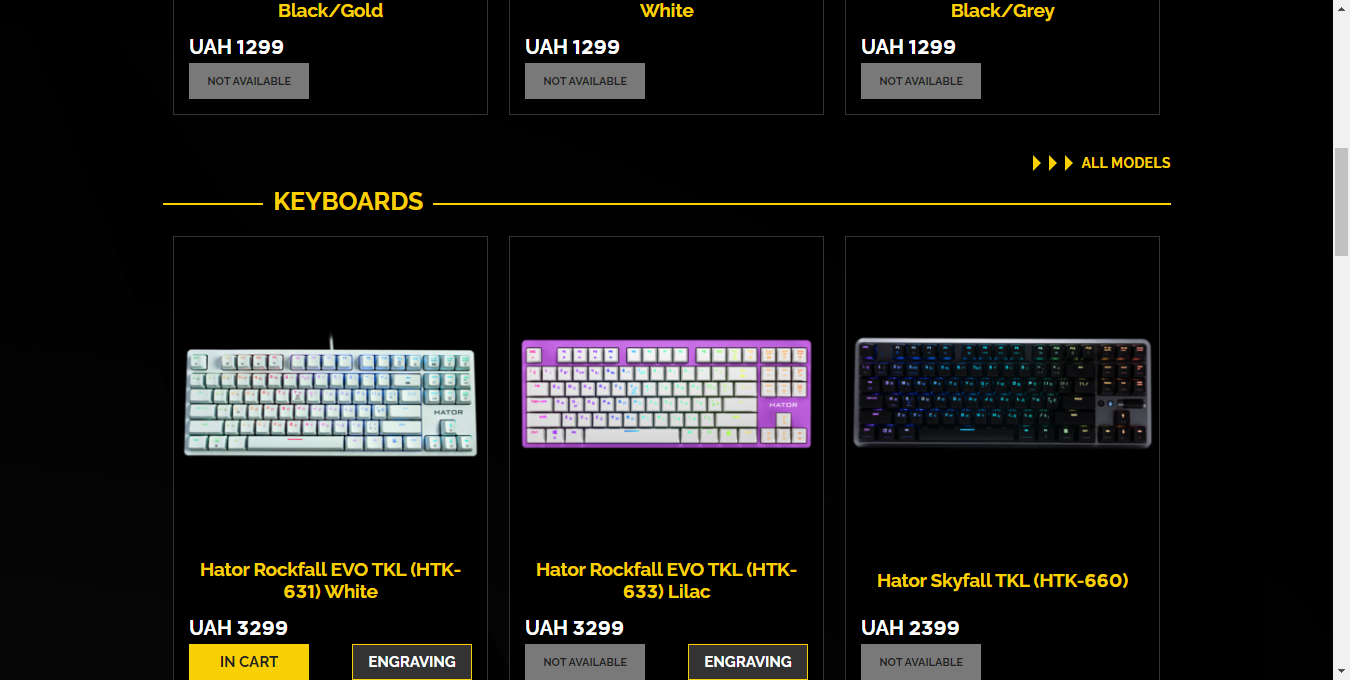 Black/Gold
White
Black/Grey
UAH 1299
UAH 1299
UAH 1299
NOT AVAILABLE
NOT AVAILABLE
NOT AVAILABLE
ALL MODELS
KEYBOARDS
HATOR
HATOR
Hator Rockfall EVO TKL (HTK-
631) White
Hator Rockfall EVO TKL (HTK-
633) Lilac
Hator Skyfall TKL (HTK-660)
UAH 3299
UAH 3299
UAH 2399
IN CART
ENGRAVING
NOT AVAILABLE
ENGRAVING
NOT AVAILABLE